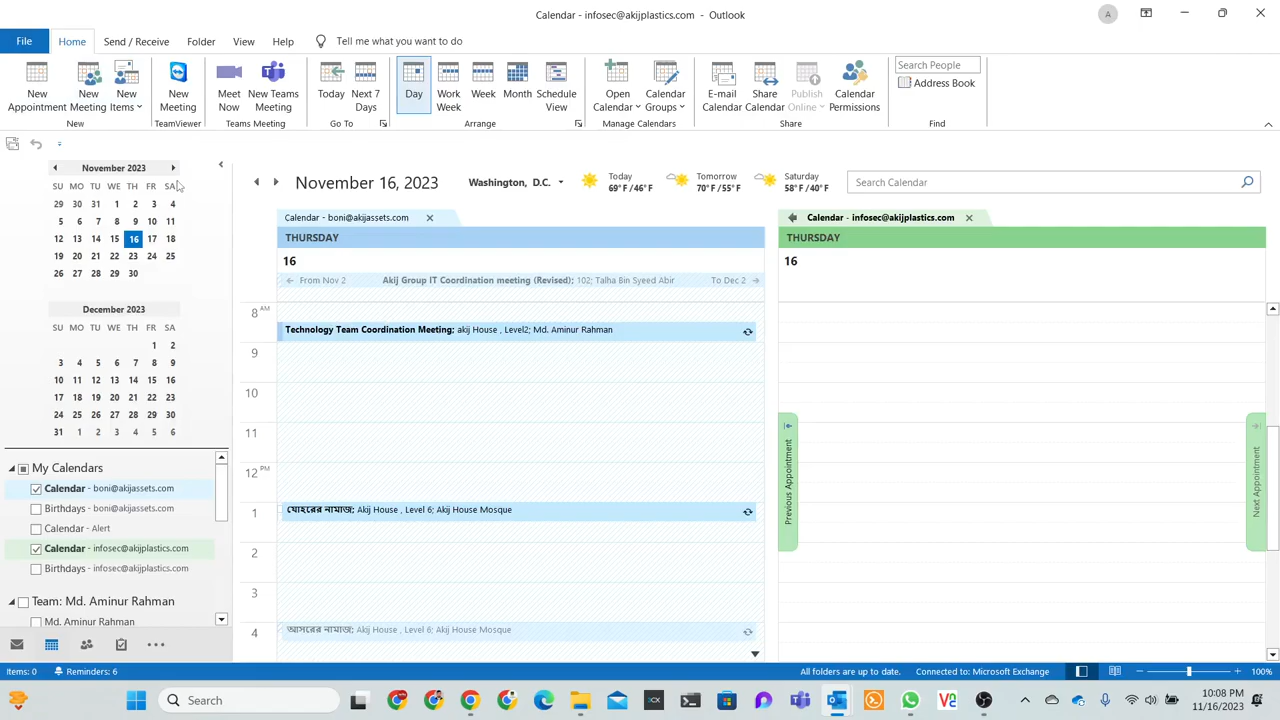 Calendar - infosec@akijplastics.com - Outlook
A
File Home Send / Receive Folder View Help Tell me what you want to do
New Appointment
New Meeting
New Items
New
New Meeting
TeamViewer
Meet Now
New Teams Meeting
Teams Meeting
Today
Next 7 Days
Go To
Day
Work Week
Week
Month
Schedule View
Arrange
Open Calendar
Calendar Groups
Manage Calendars
E-mail Calendar
Share Calendar
Publish Online
Calendar Permissions
Share
Search People
Address Book
Find
November 2023
SU MO TU WE TH FR SA
29 30 31 1 2 3 4
5 6 7 8 9 10 11
12 13 14 15 16 17 18
19 20 21 22 23 24 25
26 27 28 29 30
December 2023
SU MO TU WE TH FR SA
1 2
3 4 5 6 7 8 9
10 11 12 13 14 15 16
17 18 19 20 21 22 23
24 25 26 27 28 29 30
31 1 2 3 4 5 6
My Calendars
Calendar - boni@akijassets.com
Birthdays - boni@akijassets.com
Calendar - Alert
Calendar - infosec@akijplastics.com
Birthdays - infosec@akijplastics.com
Team: Md. Aminur Rahman
Md. Aminur Rahman
November 16, 2023
Washington, D.C.
Today
69°F/46°F
Tomorrow
70°F/55°F
Saturday
58°F/40°F
Search Calendar
Calendar - boni@akijassets.com
THURSDAY
16
From Nov 2 Akij Group IT Coordination meeting (Revised); 102; Talha Bin Syeed Abir To Dec 2
8 AM
Technology Team Coordination Meeting; akij House , Level2; Md. Aminur Rahman
9
10
11
12 PM
1
যোহরের নামাজ; Akij House , Level 6; Akij House Mosque
2
3
4
আসরের নামাজ; Akij House , Level 6; Akij House Mosque
Calendar - infosec@akijplastics.com
THURSDAY
16
Previous Appointment
Next Appointment
Items: 0 Reminders: 6 All folders are up to date. Connected to: Microsoft Exchange 100%
Search
10:08 PM
11/16/2023